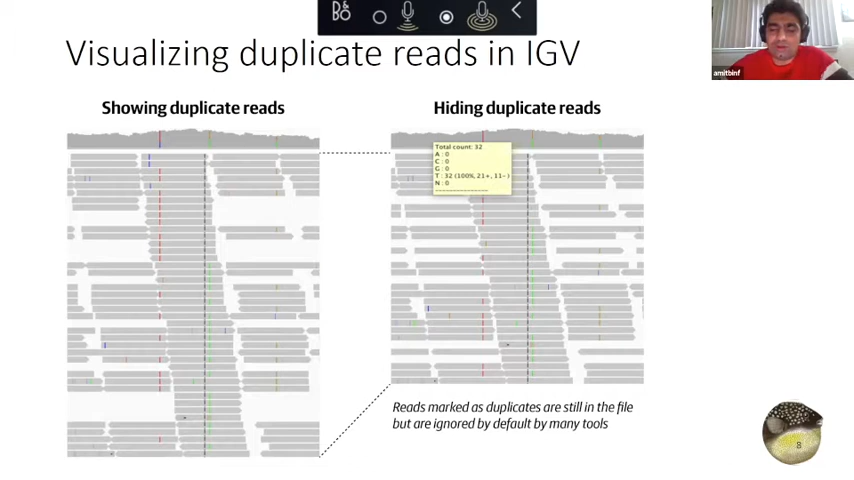 B&O
Visualizing duplicate reads in IGV
amitbinf
Showing duplicate reads
Hiding duplicate reads
Total count: 32
A : 0
C : 0
G : 0
T : 32 (100%, 21+, 11-)
N : 0
---------------
Reads marked as duplicates are still in the file
but are ignored by default by many tools
8